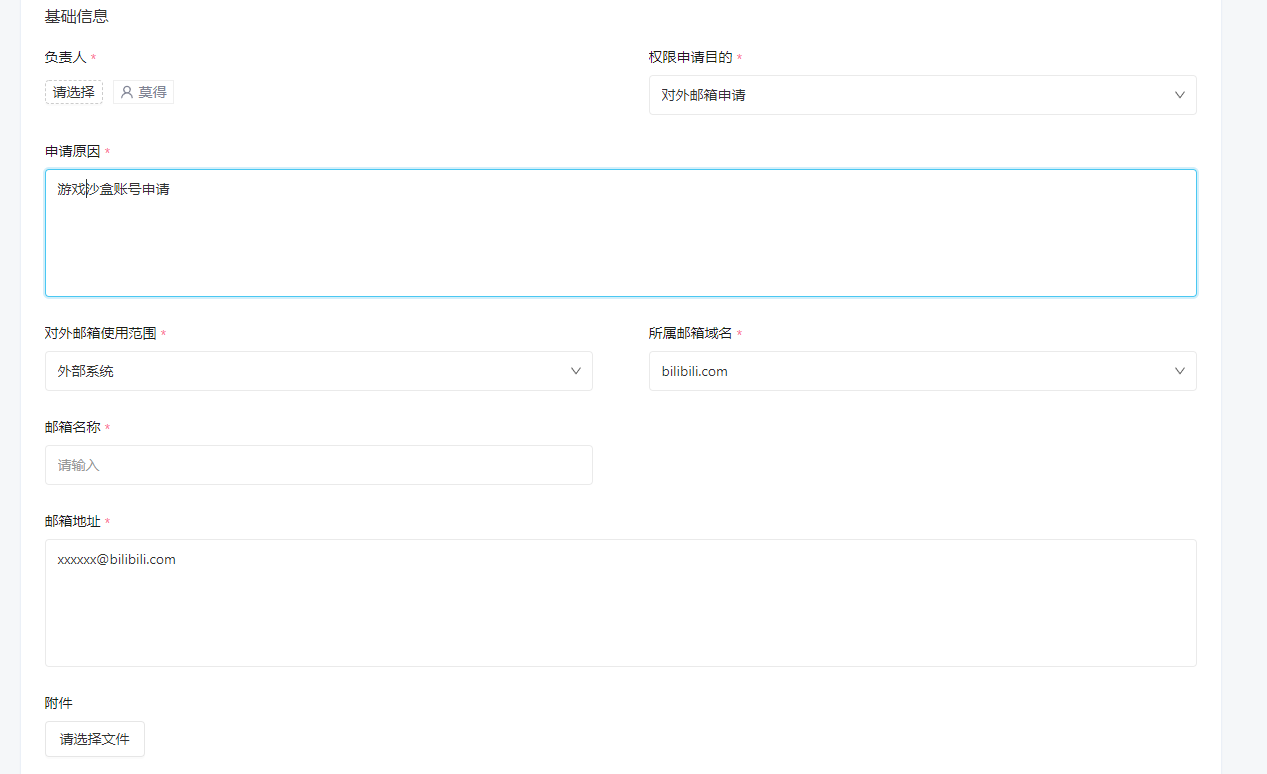 基础信息
负责人 *
权限申请目的 *
请选择 莫得
对外邮箱申请
申请原因 *
游戏沙盒账号申请
对外邮箱使用范围 *
所属邮箱域名 *
外部系统
bilibili.com
邮箱名称 *
请输入
邮箱地址 *
xxxxxx@bilibili.com
附件
请选择文件